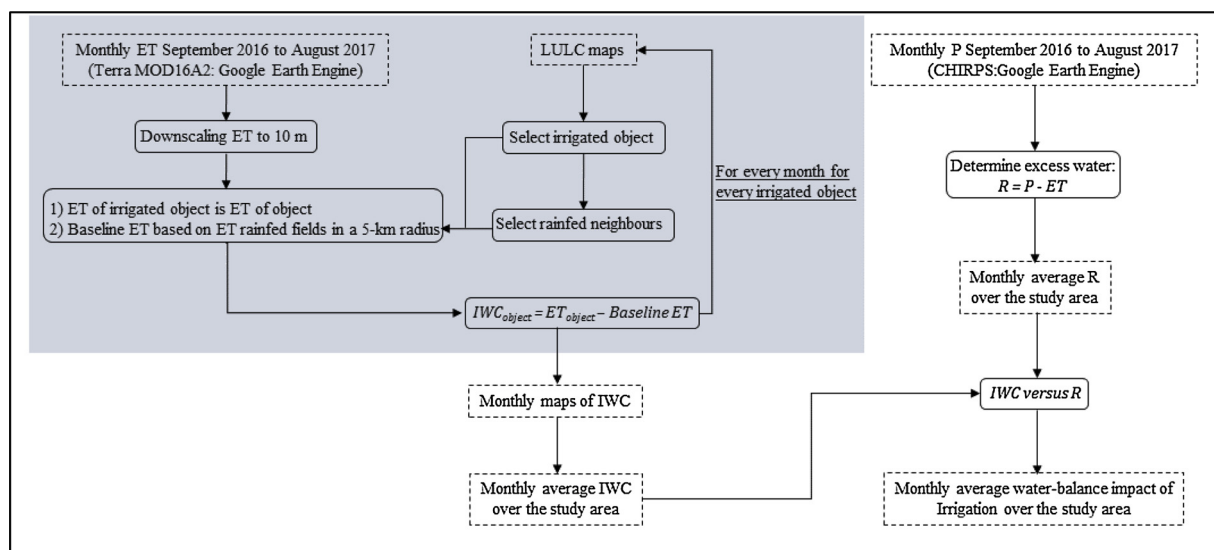 Monthly ET September 2016 to August 2017
(Terra MOD16A2: Google Earth Engine)
LULC maps
Monthly P September 2016 to August 2017
(CHIRPS:Google Earth Engine)
Downscaling ET to 10 m
Select irrigated object
For every month for
every irrigated object
Determine excess water:
R = P - ET
1) ET of irrigated object is ET of object
2) Baseline ET based on ET rainfed fields in a 5-km radius
Select rainfed neighbours
Monthly average R
over the study area
IWCobject = ETobject – Baseline ET
Monthly maps of IWC
IWC versus R
Monthly average IWC
over the study area
Monthly average water-balance impact of
Irrigation over the study area